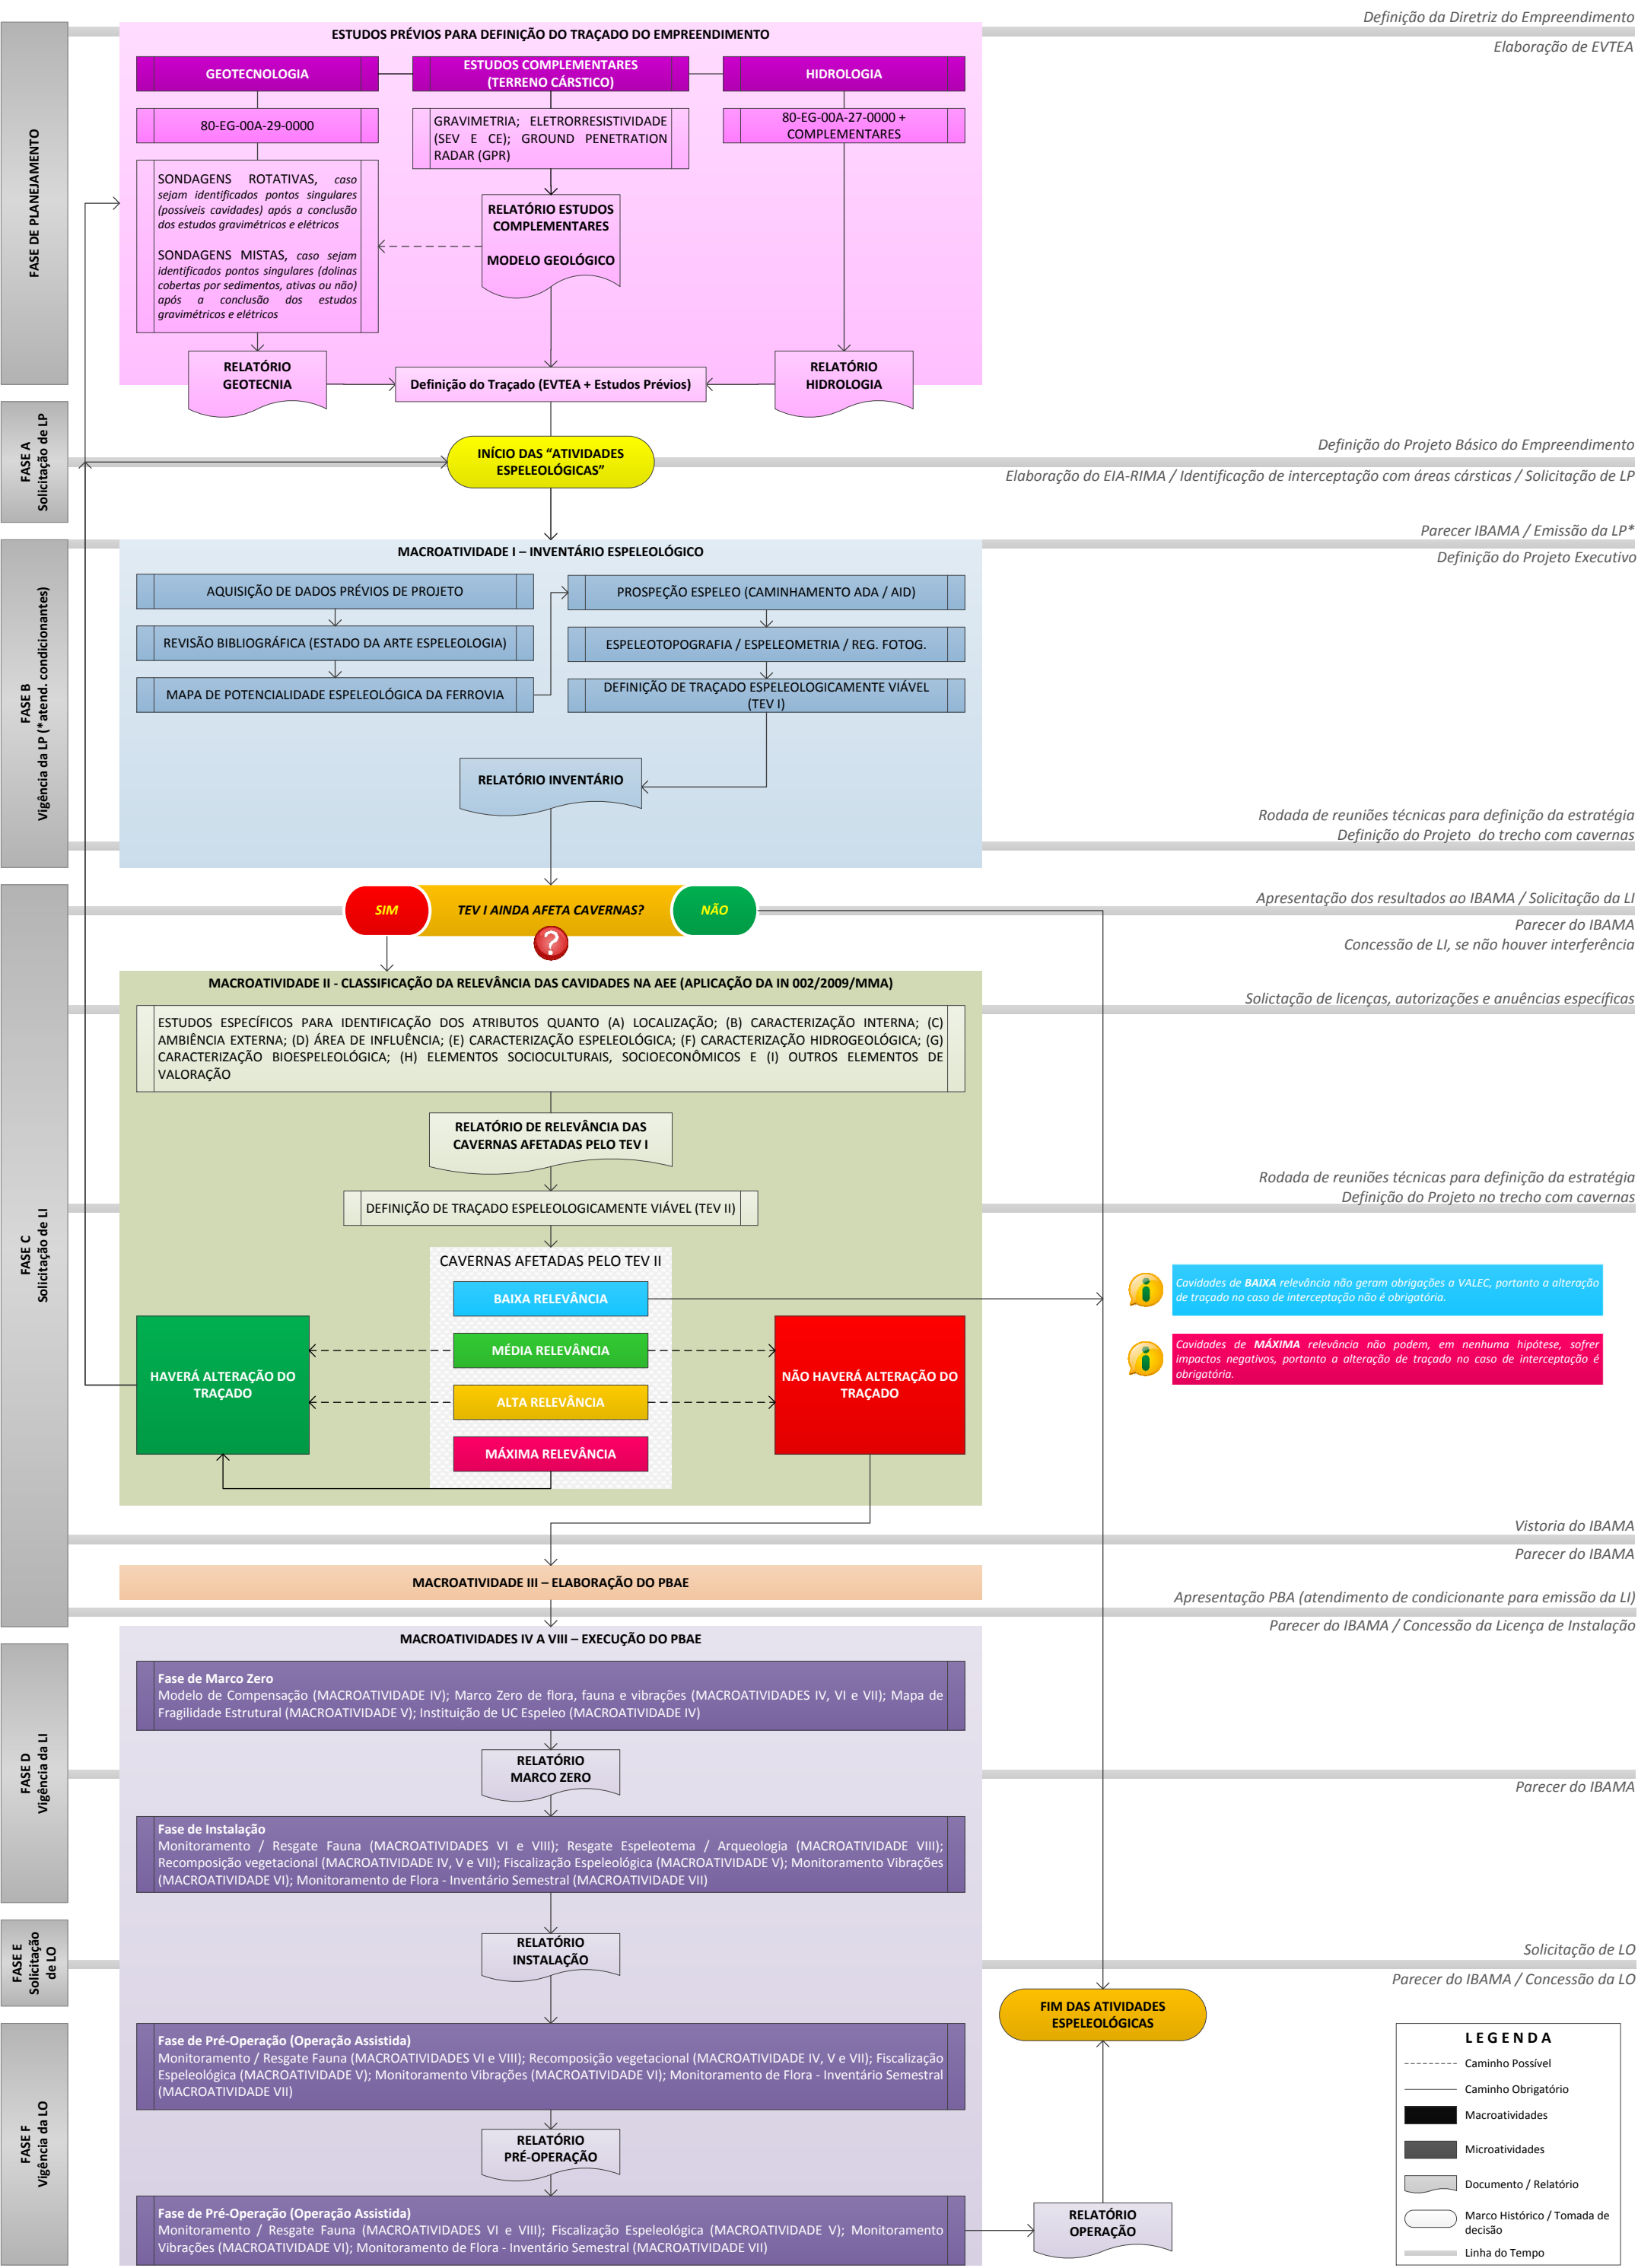 Definição da Diretriz do Empreendimento
Elaboração de EVTEA
FASE DE PLANEJAMENTO
ESTUDOS PRÉVIOS PARA DEFINIÇÃO DO TRAÇADO DO EMPREENDIMENTO
GEOTECNOLOGIA
ESTUDOS COMPLEMENTARES
(TERRENO CÁRSTICO)
HIDROLOGIA
80-EG-00A-29-0000
GRAVIMETRIA; ELETRORRESISTIVIDADE
(SEV E CE); GROUND PENETRATION
RADAR (GPR)
80-EG-00A-27-0000 +
COMPLEMENTARES
SONDAGENS ROTATIVAS, caso
sejam identificados pontos singulares
(possíveis cavidades) após a conclusão
dos estudos gravimétricos e elétricos
SONDAGENS MISTAS, caso sejam
identificados pontos singulares (dolinas
cobertas por sedimentos, ativas ou não)
após a conclusão dos estudos
gravimétricos e elétricos
RELATÓRIO ESTUDOS
COMPLEMENTARES
MODELO GEOLÓGICO
RELATÓRIO
GEOTECNIA
Definição do Traçado (EVTEA + Estudos Prévios)
RELATÓRIO
HIDROLOGIA
FASE A
Solicitação de LP
INÍCIO DAS “ATIVIDADES
ESPELEOLÓGICAS”
Definição do Projeto Básico do Empreendimento
Elaboração do EIA-RIMA / Identificação de interceptação com áreas cársticas / Solicitação de LP
Parecer IBAMA / Emissão da LP*
Definição do Projeto Executivo
FASE B
Vigência da LP (*atend. condicionantes)
MACROATIVIDADE I – INVENTÁRIO ESPELEOLÓGICO
AQUISIÇÃO DE DADOS PRÉVIOS DE PROJETO
REVISÃO BIBLIOGRÁFICA (ESTADO DA ARTE ESPELEOLOGIA)
MAPA DE POTENCIALIDADE ESPELEOLÓGICA DA FERROVIA
PROSPEÇÃO ESPELEO (CAMINHAMENTO ADA / AID)
ESPELEOTOPOGRAFIA / ESPELEOMETRIA / REG. FOTOG.
DEFINIÇÃO DE TRAÇADO ESPELEOLOGICAMENTE VIÁVEL
(TEV I)
RELATÓRIO INVENTÁRIO
Rodada de reuniões técnicas para definição da estratégia
Definição do Projeto do trecho com cavernas
FASE C
Solicitação de LI
SIM
TEV I AINDA AFETA CAVERNAS?
NÃO
?
Apresentação dos resultados ao IBAMA / Solicitação da LI
Parecer do IBAMA
Concessão de LI, se não houver interferência
MACROATIVIDADE II - CLASSIFICAÇÃO DA RELEVÂNCIA DAS CAVIDADES NA AEE (APLICAÇÃO DA IN 002/2009/MMA)
Solictação de licenças, autorizações e anuências específicas
ESTUDOS ESPECÍFICOS PARA IDENTIFICAÇÃO DOS ATRIBUTOS QUANTO (A) LOCALIZAÇÃO; (B) CARACTERIZAÇÃO INTERNA; (C)
AMBIÊNCIA EXTERNA; (D) ÁREA DE INFLUÊNCIA; (E) CARACTERIZAÇÃO ESPELEOLÓGICA; (F) CARACTERIZAÇÃO HIDROGEOLÓGICA; (G)
CARACTERIZAÇÃO BIOESPELEOLÓGICA; (H) ELEMENTOS SOCIOCULTURAIS, SOCIOECONÔMICOS E (I) OUTROS ELEMENTOS DE
VALORAÇÃO
RELATÓRIO DE RELEVÂNCIA DAS
CAVERNAS AFETADAS PELO TEV I
Rodada de reuniões técnicas para definição da estratégia
Definição do Projeto no trecho com cavernas
DEFINIÇÃO DE TRAÇADO ESPELEOLOGICAMENTE VIÁVEL (TEV II)
CAVERNAS AFETADAS PELO TEV II
BAIXA RELEVÂNCIA
MÉDIA RELEVÂNCIA
ALTA RELEVÂNCIA
MÁXIMA RELEVÂNCIA
HAVERÁ ALTERAÇÃO DO
TRAÇADO
NÃO HAVERÁ ALTERAÇÃO DO
TRAÇADO
i
Cavidades de BAIXA relevância não geram obrigações a VALEC, portanto a alteração
de traçado no caso de interceptação não é obrigatória.
i
Cavidades de MÁXIMA relevância não podem, em nenhuma hipótese, sofrer
impactos negativos, portanto a alteração de traçado no caso de interceptação é
obrigatória.
Vistoria do IBAMA
Parecer do IBAMA
MACROATIVIDADE III – ELABORAÇÃO DO PBAE
Apresentação PBA (atendimento de condicionante para emissão da LI)
Parecer do IBAMA / Concessão da Licença de Instalação
FASE D
Vigência da LI
MACROATIVIDADES IV A VIII – EXECUÇÃO DO PBAE
Fase de Marco Zero
Modelo de Compensação (MACROATIVIDADE IV); Marco Zero de flora, fauna e vibrações (MACROATIVIDADES IV, VI e VII); Mapa de
Fragilidade Estrutural (MACROATIVIDADE V); Instituição de UC Espeleo (MACROATIVIDADE IV)
RELATÓRIO
MARCO ZERO
Parecer do IBAMA
Fase de Instalação
Monitoramento / Resgate Fauna (MACROATIVIDADES VI e VIII); Resgate Espeleotema / Arqueologia (MACROATIVIDADE VIII);
Recomposição vegetacional (MACROATIVIDADE IV, V e VII); Fiscalização Espeleológica (MACROATIVIDADE V); Monitoramento Vibrações
(MACROATIVIDADE VI); Monitoramento de Flora - Inventário Semestral (MACROATIVIDADE VII)
FASE E
Solicitação
de LO
RELATÓRIO
INSTALAÇÃO
Solicitação de LO
Parecer do IBAMA / Concessão da LO
FIM DAS ATIVIDADES
ESPELEOLÓGICAS
FASE F
Vigência da LO
Fase de Pré-Operação (Operação Assistida)
Monitoramento / Resgate Fauna (MACROATIVIDADES VI e VIII); Recomposição vegetacional (MACROATIVIDADE IV, V e VII); Fiscalização
Espeleológica (MACROATIVIDADE V); Monitoramento Vibrações (MACROATIVIDADE VI); Monitoramento de Flora - Inventário Semestral
(MACROATIVIDADE VII)
RELATÓRIO
PRÉ-OPERAÇÃO
Fase de Pré-Operação (Operação Assistida)
Monitoramento / Resgate Fauna (MACROATIVIDADES VI e VIII); Fiscalização Espeleológica (MACROATIVIDADE V); Monitoramento
Vibrações (MACROATIVIDADE VI); Monitoramento de Flora - Inventário Semestral (MACROATIVIDADE VII)
RELATÓRIO
OPERAÇÃO
LEGENDA
Caminho Possível
Caminho Obrigatório
Macroatividades
Microatividades
Documento / Relatório
Marco Histórico / Tomada de
decisão
Linha do Tempo